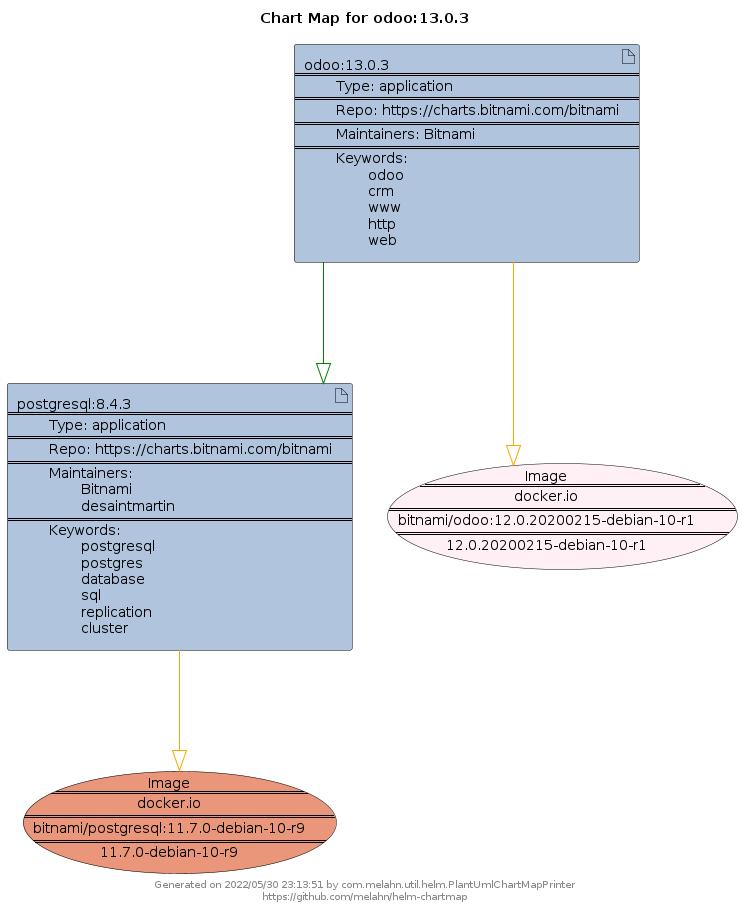 Chart Map for odoo:13.0.3
odoo:13.0.3
Type: application
Repo: https://charts.bitnami.com/bitnami
Maintainers: Bitnami
Keywords:
odoo
crm
www
http
web
postgresql:8.4.3
Type: application
Repo: https://charts.bitnami.com/bitnami
Maintainers:
Bitnami
desaintmartin
Keywords:
postgresql
postgres
database
sql
replication
cluster
Image
docker.io
bitnami/odoo:12.0.20200215-debian-10-r1
12.0.20200215-debian-10-r1
Image
docker.io
bitnami/postgresql:11.7.0-debian-10-r9
11.7.0-debian-10-r9
Generated on 2022/05/30 23:13:51 by com.melahn.util.helm.PlantUmlChartMapPrinter
https://github.com/melahn/helm-chartmap